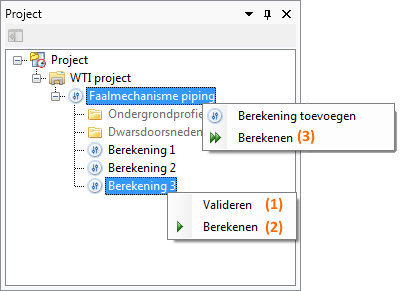 Project
Project
WTI project
Faalmechanisme piping
Ondergrondprofie
Berekening toevoegen
Dwarsdoorsneden
Berekenen (3)
Berekening 1
Berekening 2
Berekening 3
Valideren (1)
Berekenen (2)